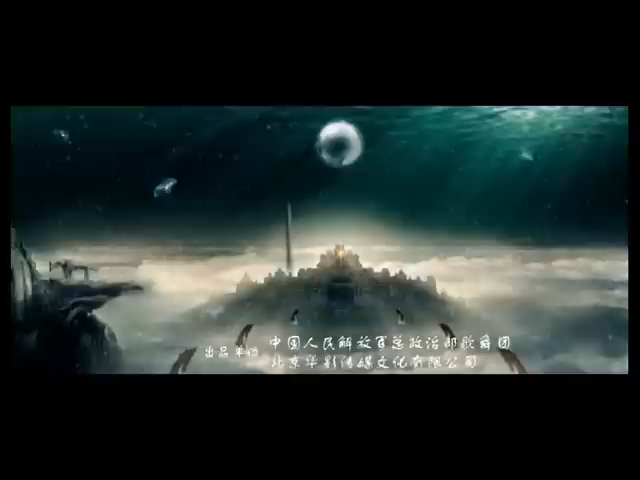 出品单位
中国人民解放军总政治部歌舞团
北京华影传媒文化有限公司